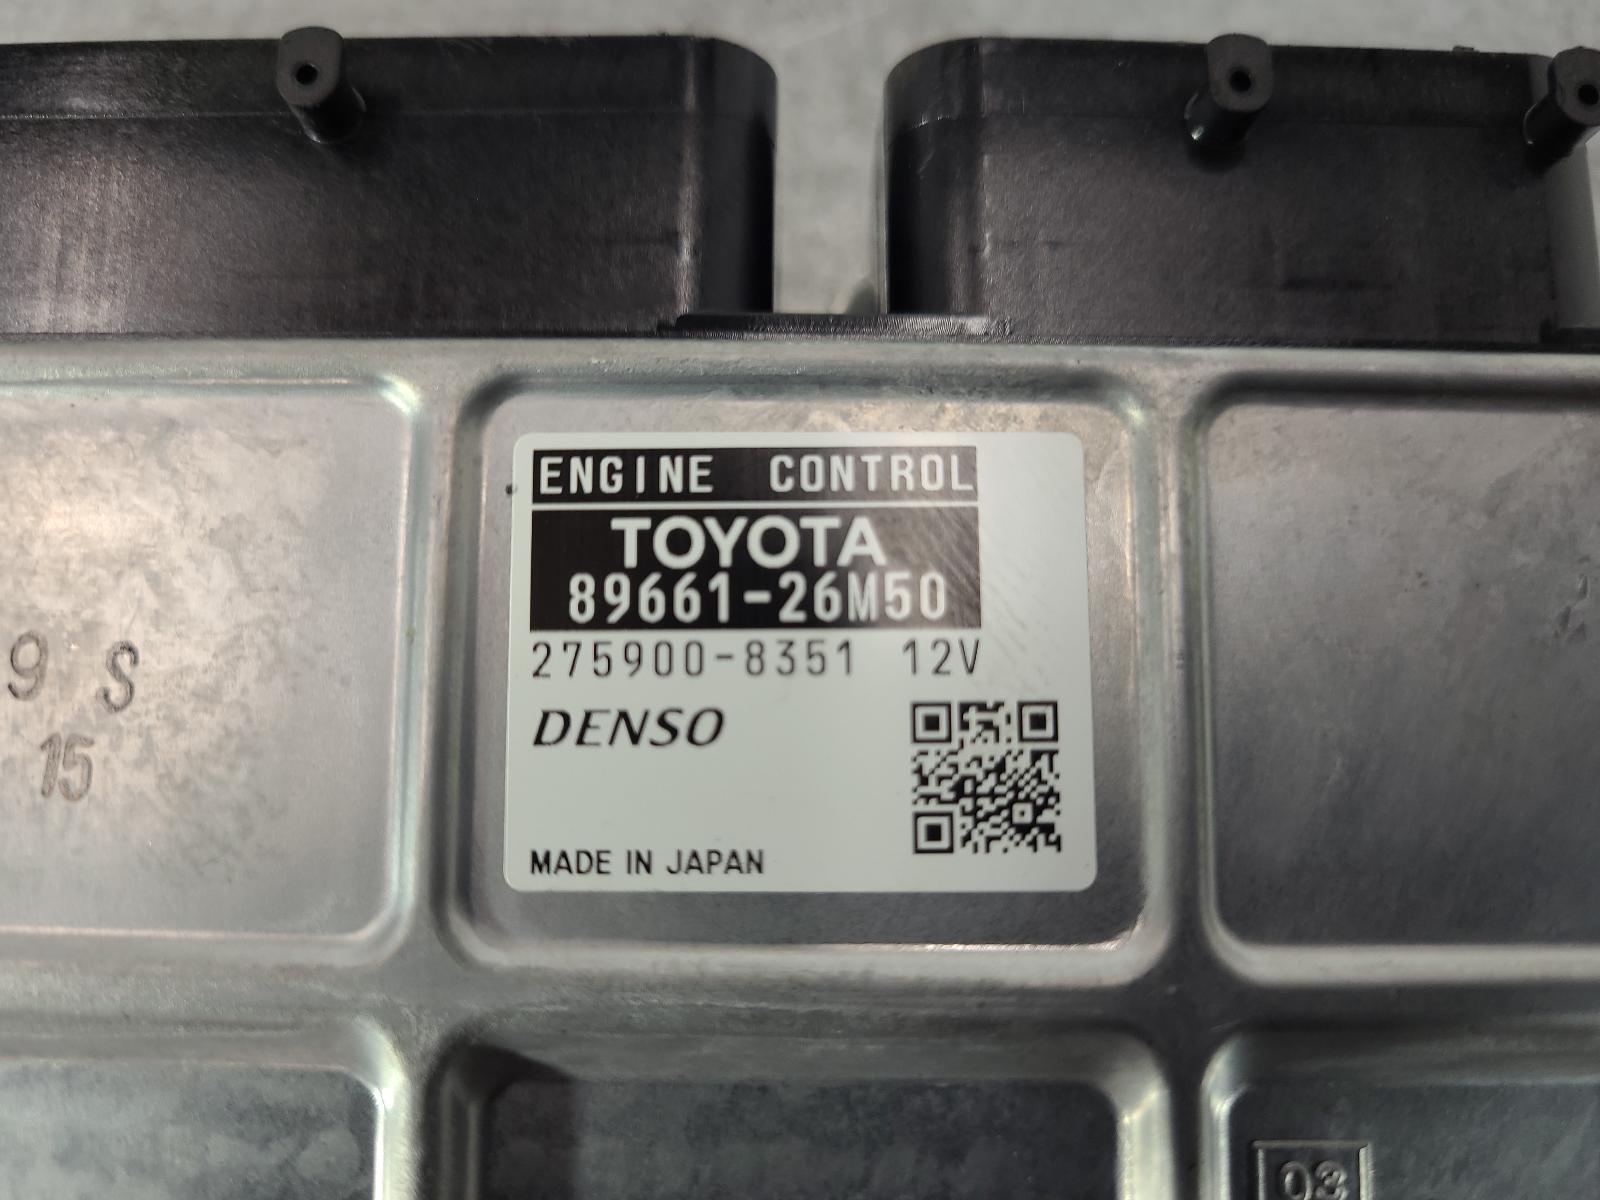 ENGINE CONTROL
TOYOTA
89661-26M50
275900-8351 12V
DENSO
MADE IN JAPAN
9 S
15
03